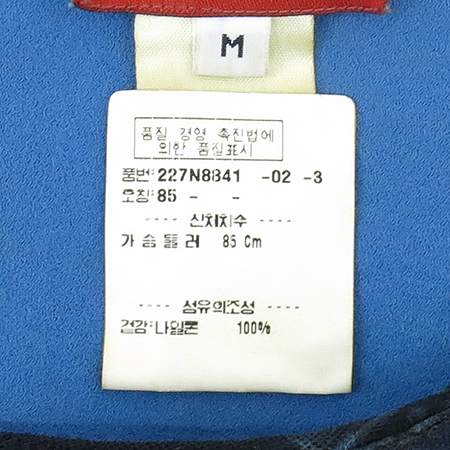 M
품질 경영 촉진법에
의한 품질표시
품번: 227N8841 -02 -3
호칭: 85 - -
---- 신체치수 ----
가 슴 둘 레 85 Cm
---- 섬유의조성 ----
겉감:나일론 100%